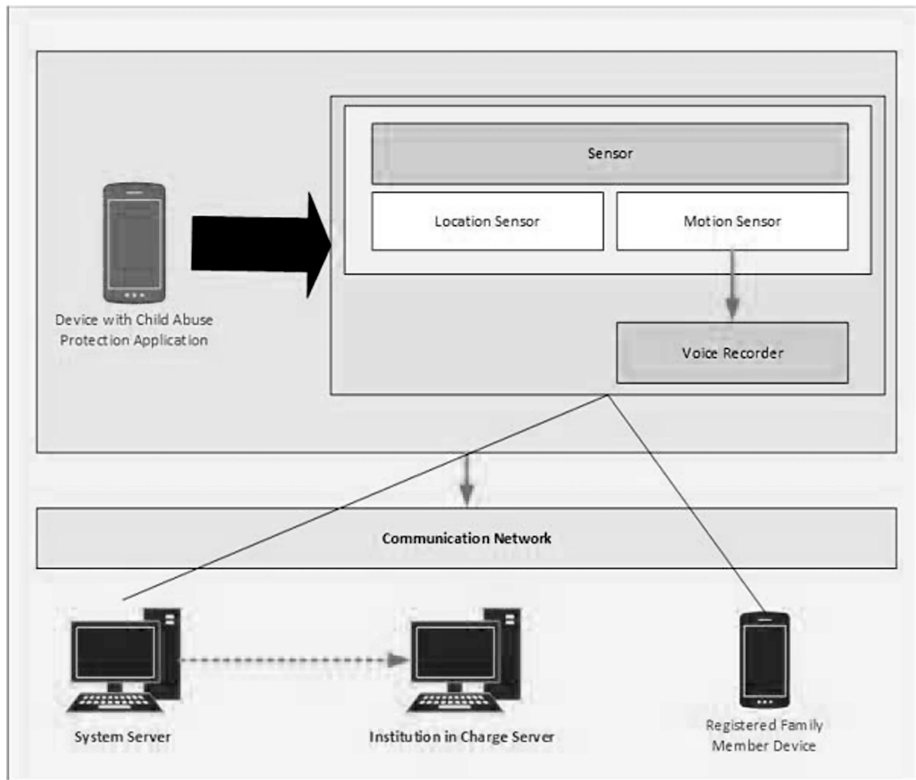 Sensor
Location Sensor
Motion Sensor
Device with Child Abuse
Protection Application
Voice Recorder
Communication Network
System Server
Institution in Charge Server
Registered Family
Member Device